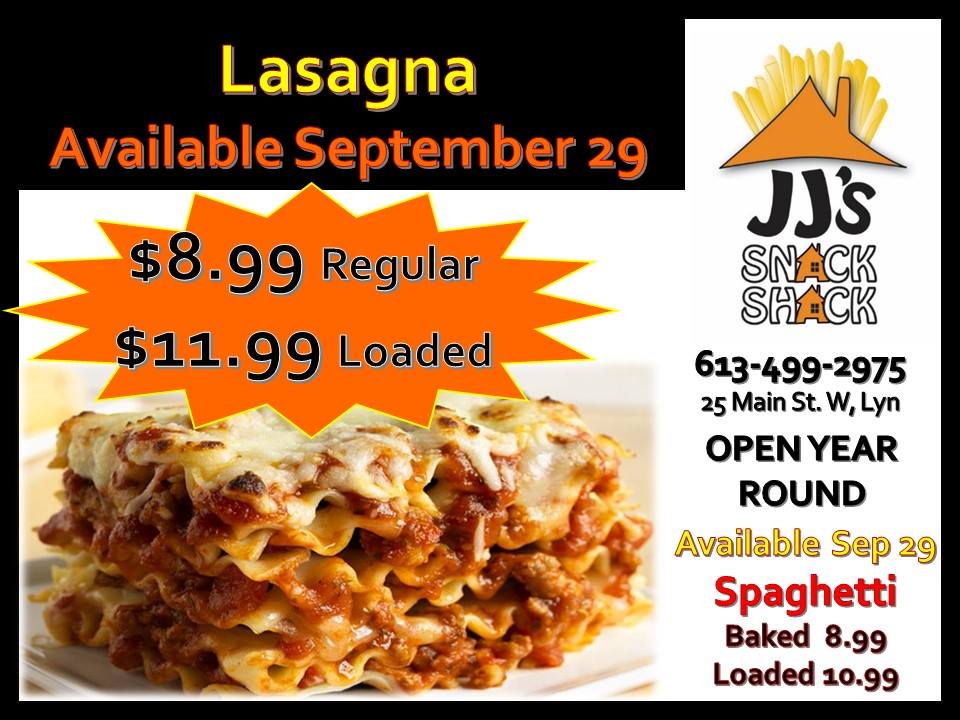 Lasagna
Available September 29
$8.99 Regular
$11.99 Loaded
JJ's
SNACK
SHACK
613-499-2975
25 Main St. W, Lyn
OPEN YEAR
ROUND
Available Sep 29
Spaghetti
Baked 8.99
Loaded 10.99